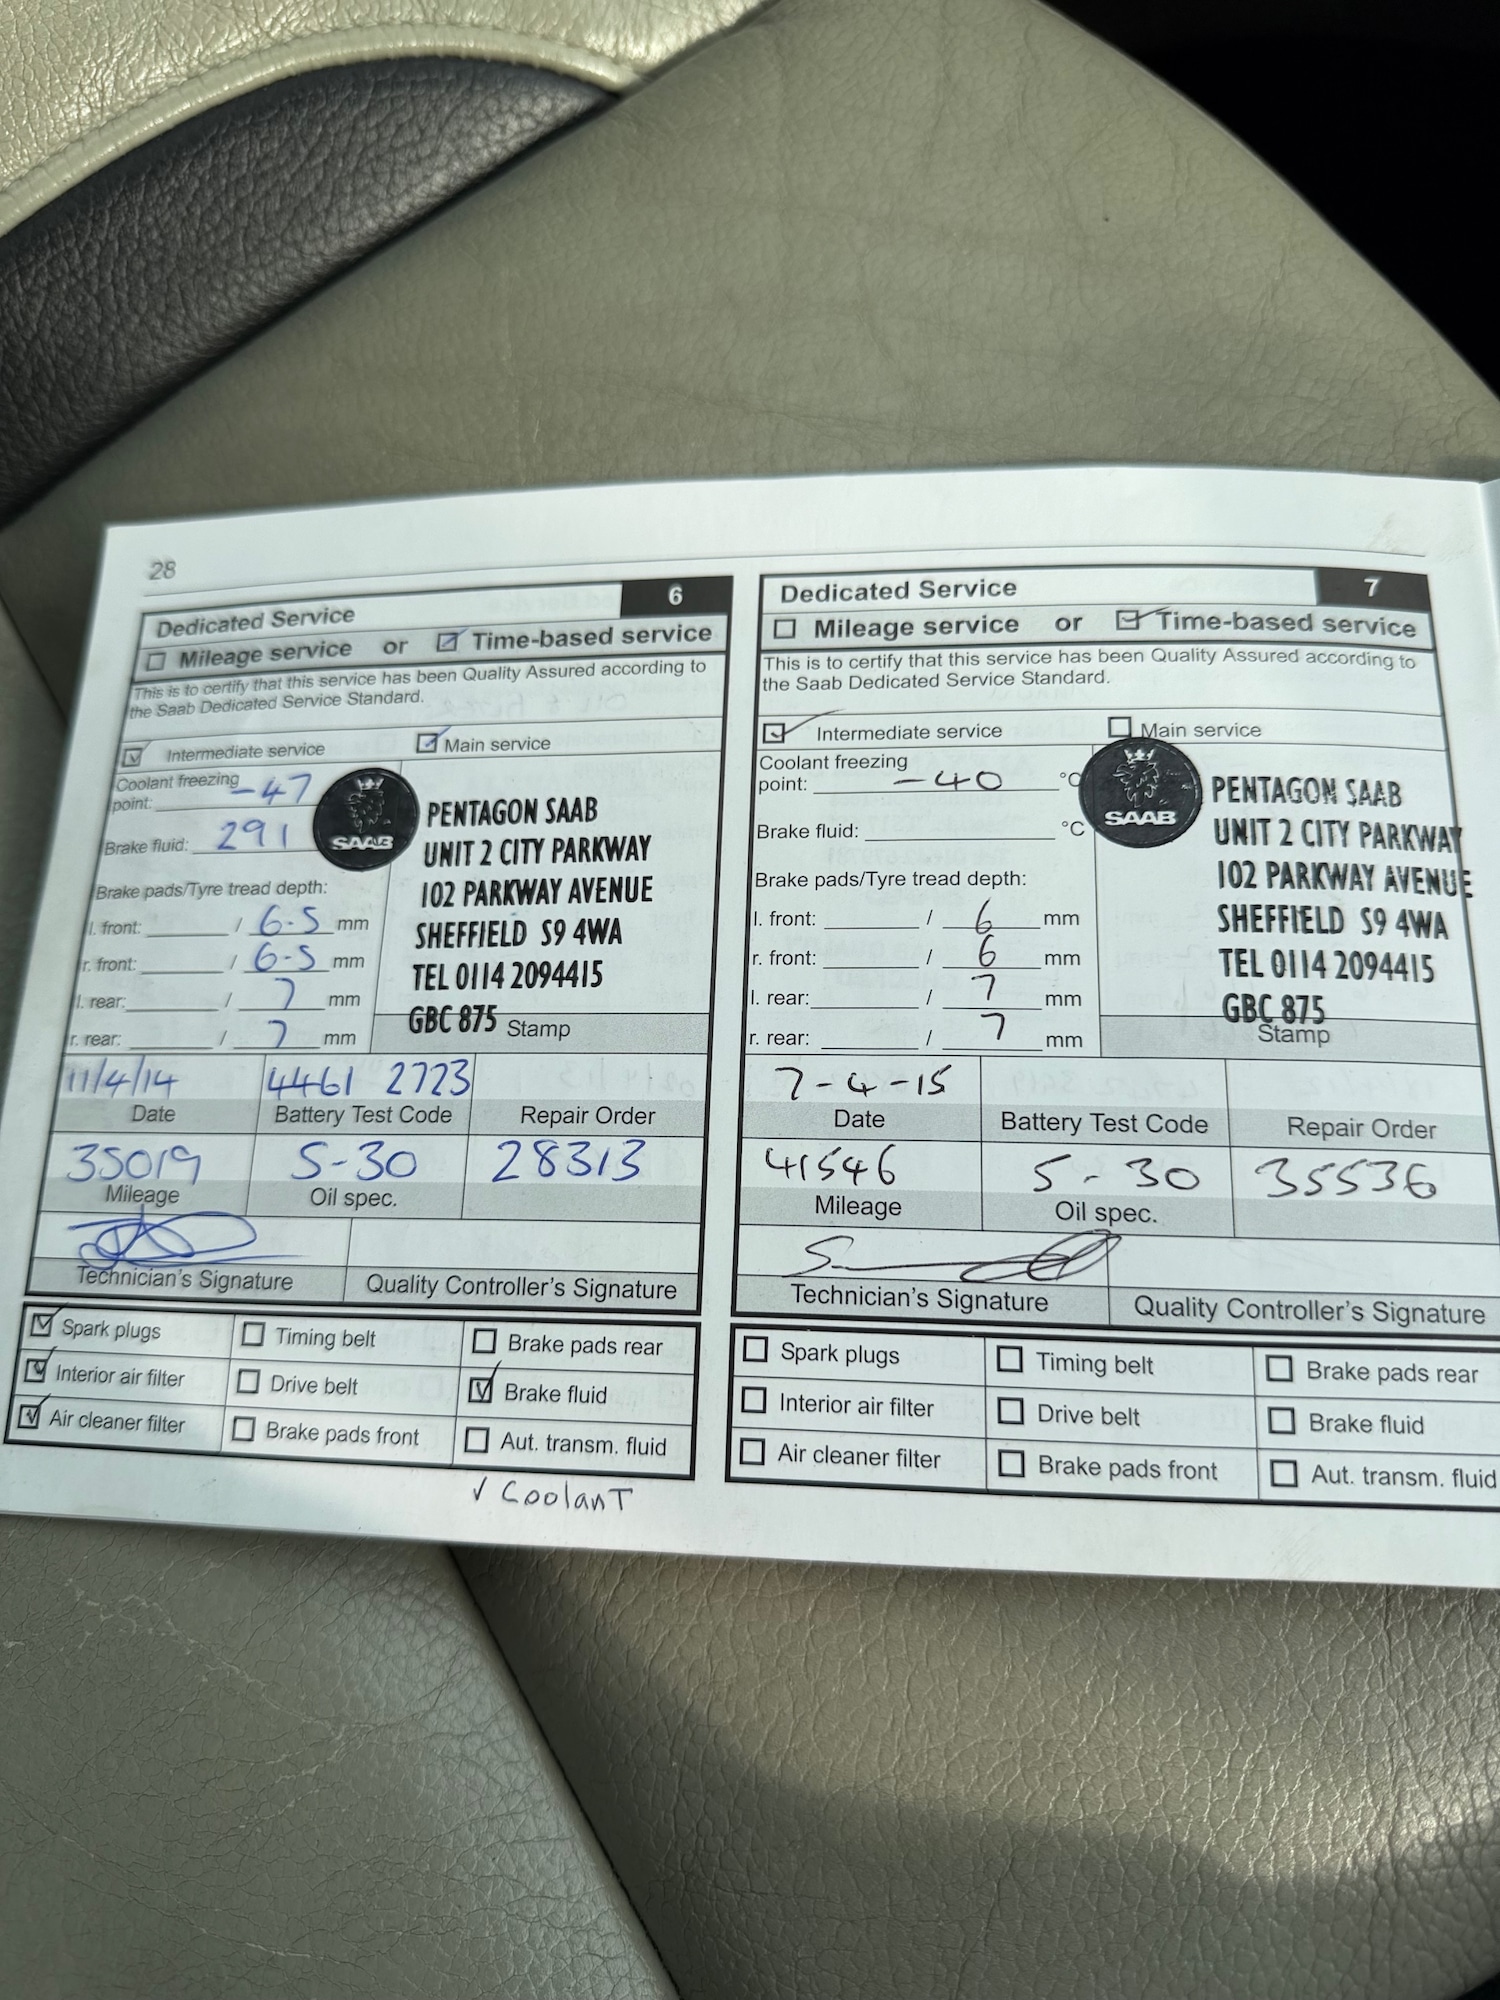 28
Dedicated Service 6
Mileage service or Time-based service
This is to certify that this service has been Quality Assured according to
the Saab Dedicated Service Standard.
Intermediate service Main service
Coolant freezing
point: -47
Brake fluid: 291
Brake pads/Tyre tread depth:
l. front: / 6.5 mm
r. front: / 6.5 mm
l. rear: / 7 mm
r. rear: / 7 mm
SAAB
PENTAGON SAAB
UNIT 2 CITY PARKWAY
102 PARKWAY AVENUE
SHEFFIELD S9 4WA
TEL 0114 2094415
GBC 875
Stamp
11/4/14 4461 2723
Date Battery Test Code Repair Order
35019 5-30 28313
Mileage Oil spec.
Technician's Signature Quality Controller's Signature
Spark plugs Timing belt Brake pads rear
Interior air filter Drive belt Brake fluid
Air cleaner filter Brake pads front Aut. transm. fluid
✓ Coolant
Dedicated Service 7
Mileage service or Time-based service
This is to certify that this service has been Quality Assured according to
the Saab Dedicated Service Standard.
Intermediate service Main service
Coolant freezing
point: -40 °C
Brake fluid: °C
Brake pads/Tyre tread depth:
l. front: / 6 mm
r. front: / 6 mm
l. rear: / 7 mm
r. rear: / 7 mm
SAAB
PENTAGON SAAB
UNIT 2 CITY PARKWAY
102 PARKWAY AVENUE
SHEFFIELD S9 4WA
TEL 0114 2094415
GBC 875
Stamp
7-4-15
Date Battery Test Code Repair Order
41546 5-30 35536
Mileage Oil spec.
Technician's Signature Quality Controller's Signature
Spark plugs Timing belt Brake pads rear
Interior air filter Drive belt Brake fluid
Air cleaner filter Brake pads front Aut. transm. fluid